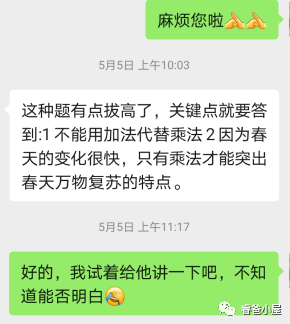 麻烦您啦🫰🫰
5月5日 上午10:03
这种题有点拔高了，关键点就要答
到:1 不能用加法代替乘法 2 因为春
天的变化很快，只有乘法才能突出
春天万物复苏的特点。
5月5日 上午11:17
好的，我试着给他讲一下吧，不知
道能否明白😂
睿爸小屋